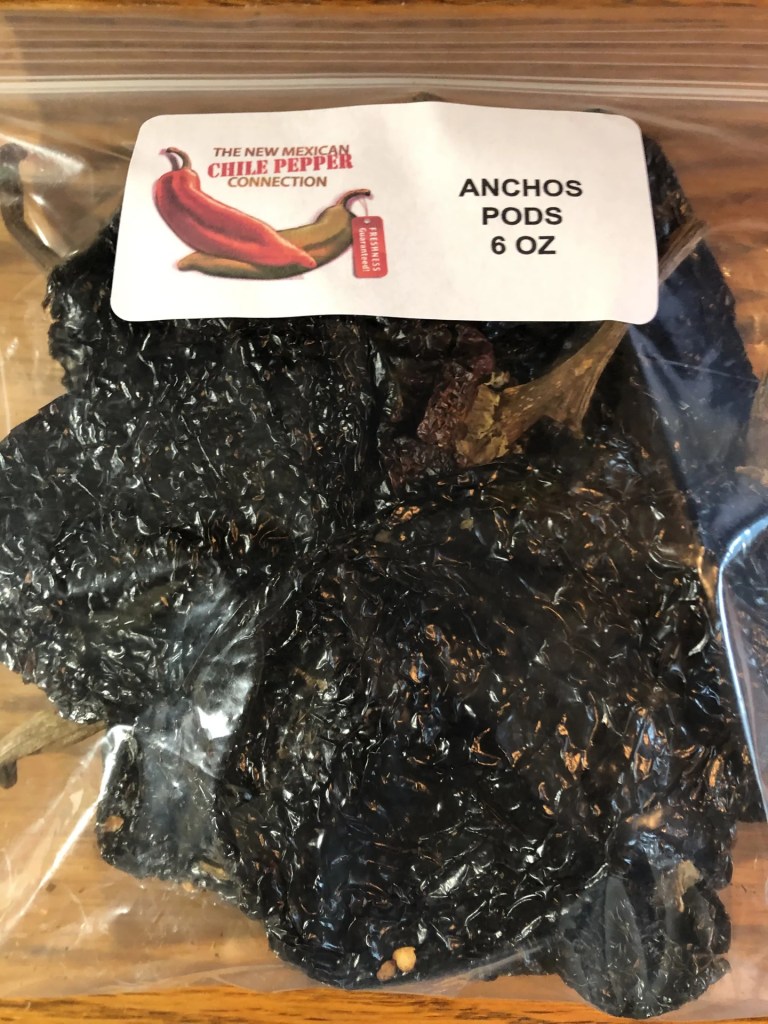 THE NEW MEXICAN
CHILE PEPPER
CONNECTION
FRESHNESS
Guaranteed!
ANCHOS
PODS
6 OZ